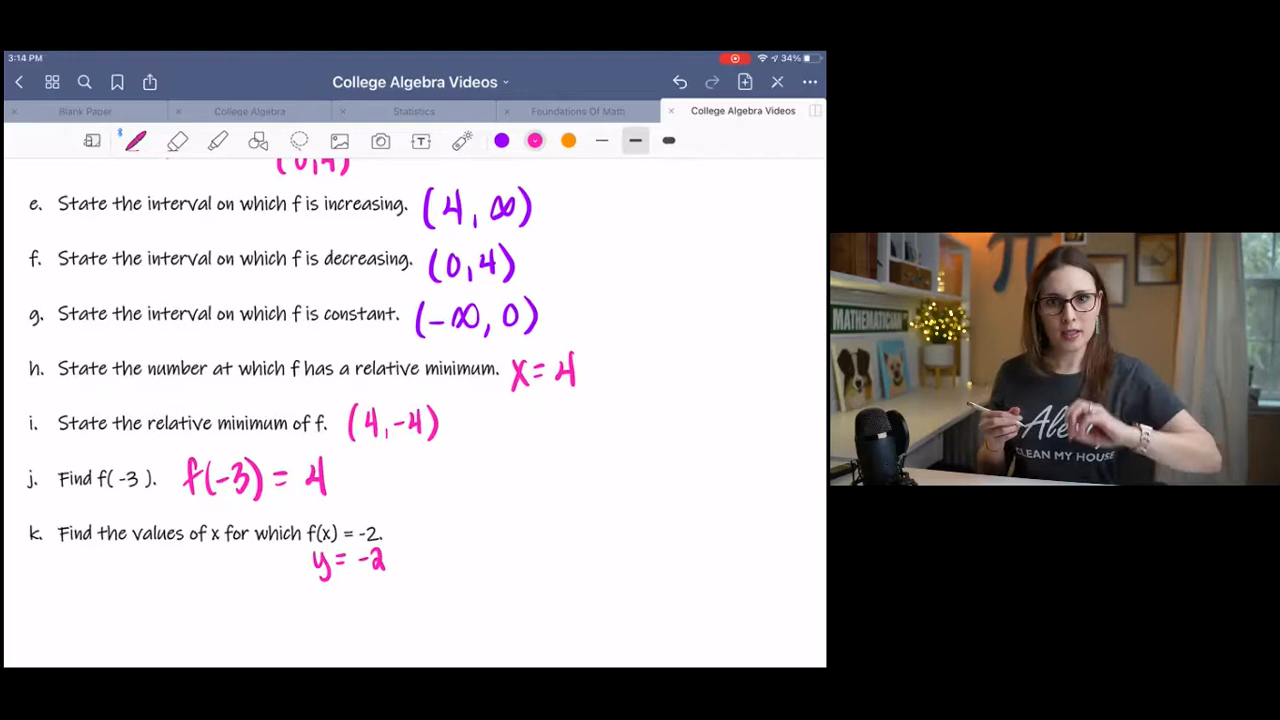 3:14 PM
34%
College Algebra Videos
Blank Paper
College Algebra
Statistics
Foundations Of Math
College Algebra Videos
(0,4)
e. State the interval on which f is increasing. (4, ∞)
f. State the interval on which f is decreasing. (0,4)
g. State the interval on which f is constant. (-∞, 0)
h. State the number at which f has a relative minimum. x=4
i. State the relative minimum of f. (4,-4)
j. Find f( -3 ). f(-3) = 4
k. Find the values of x for which f(x) = -2.
y= -2
MATHEMATICIAN
CLEAN MY HOUSE